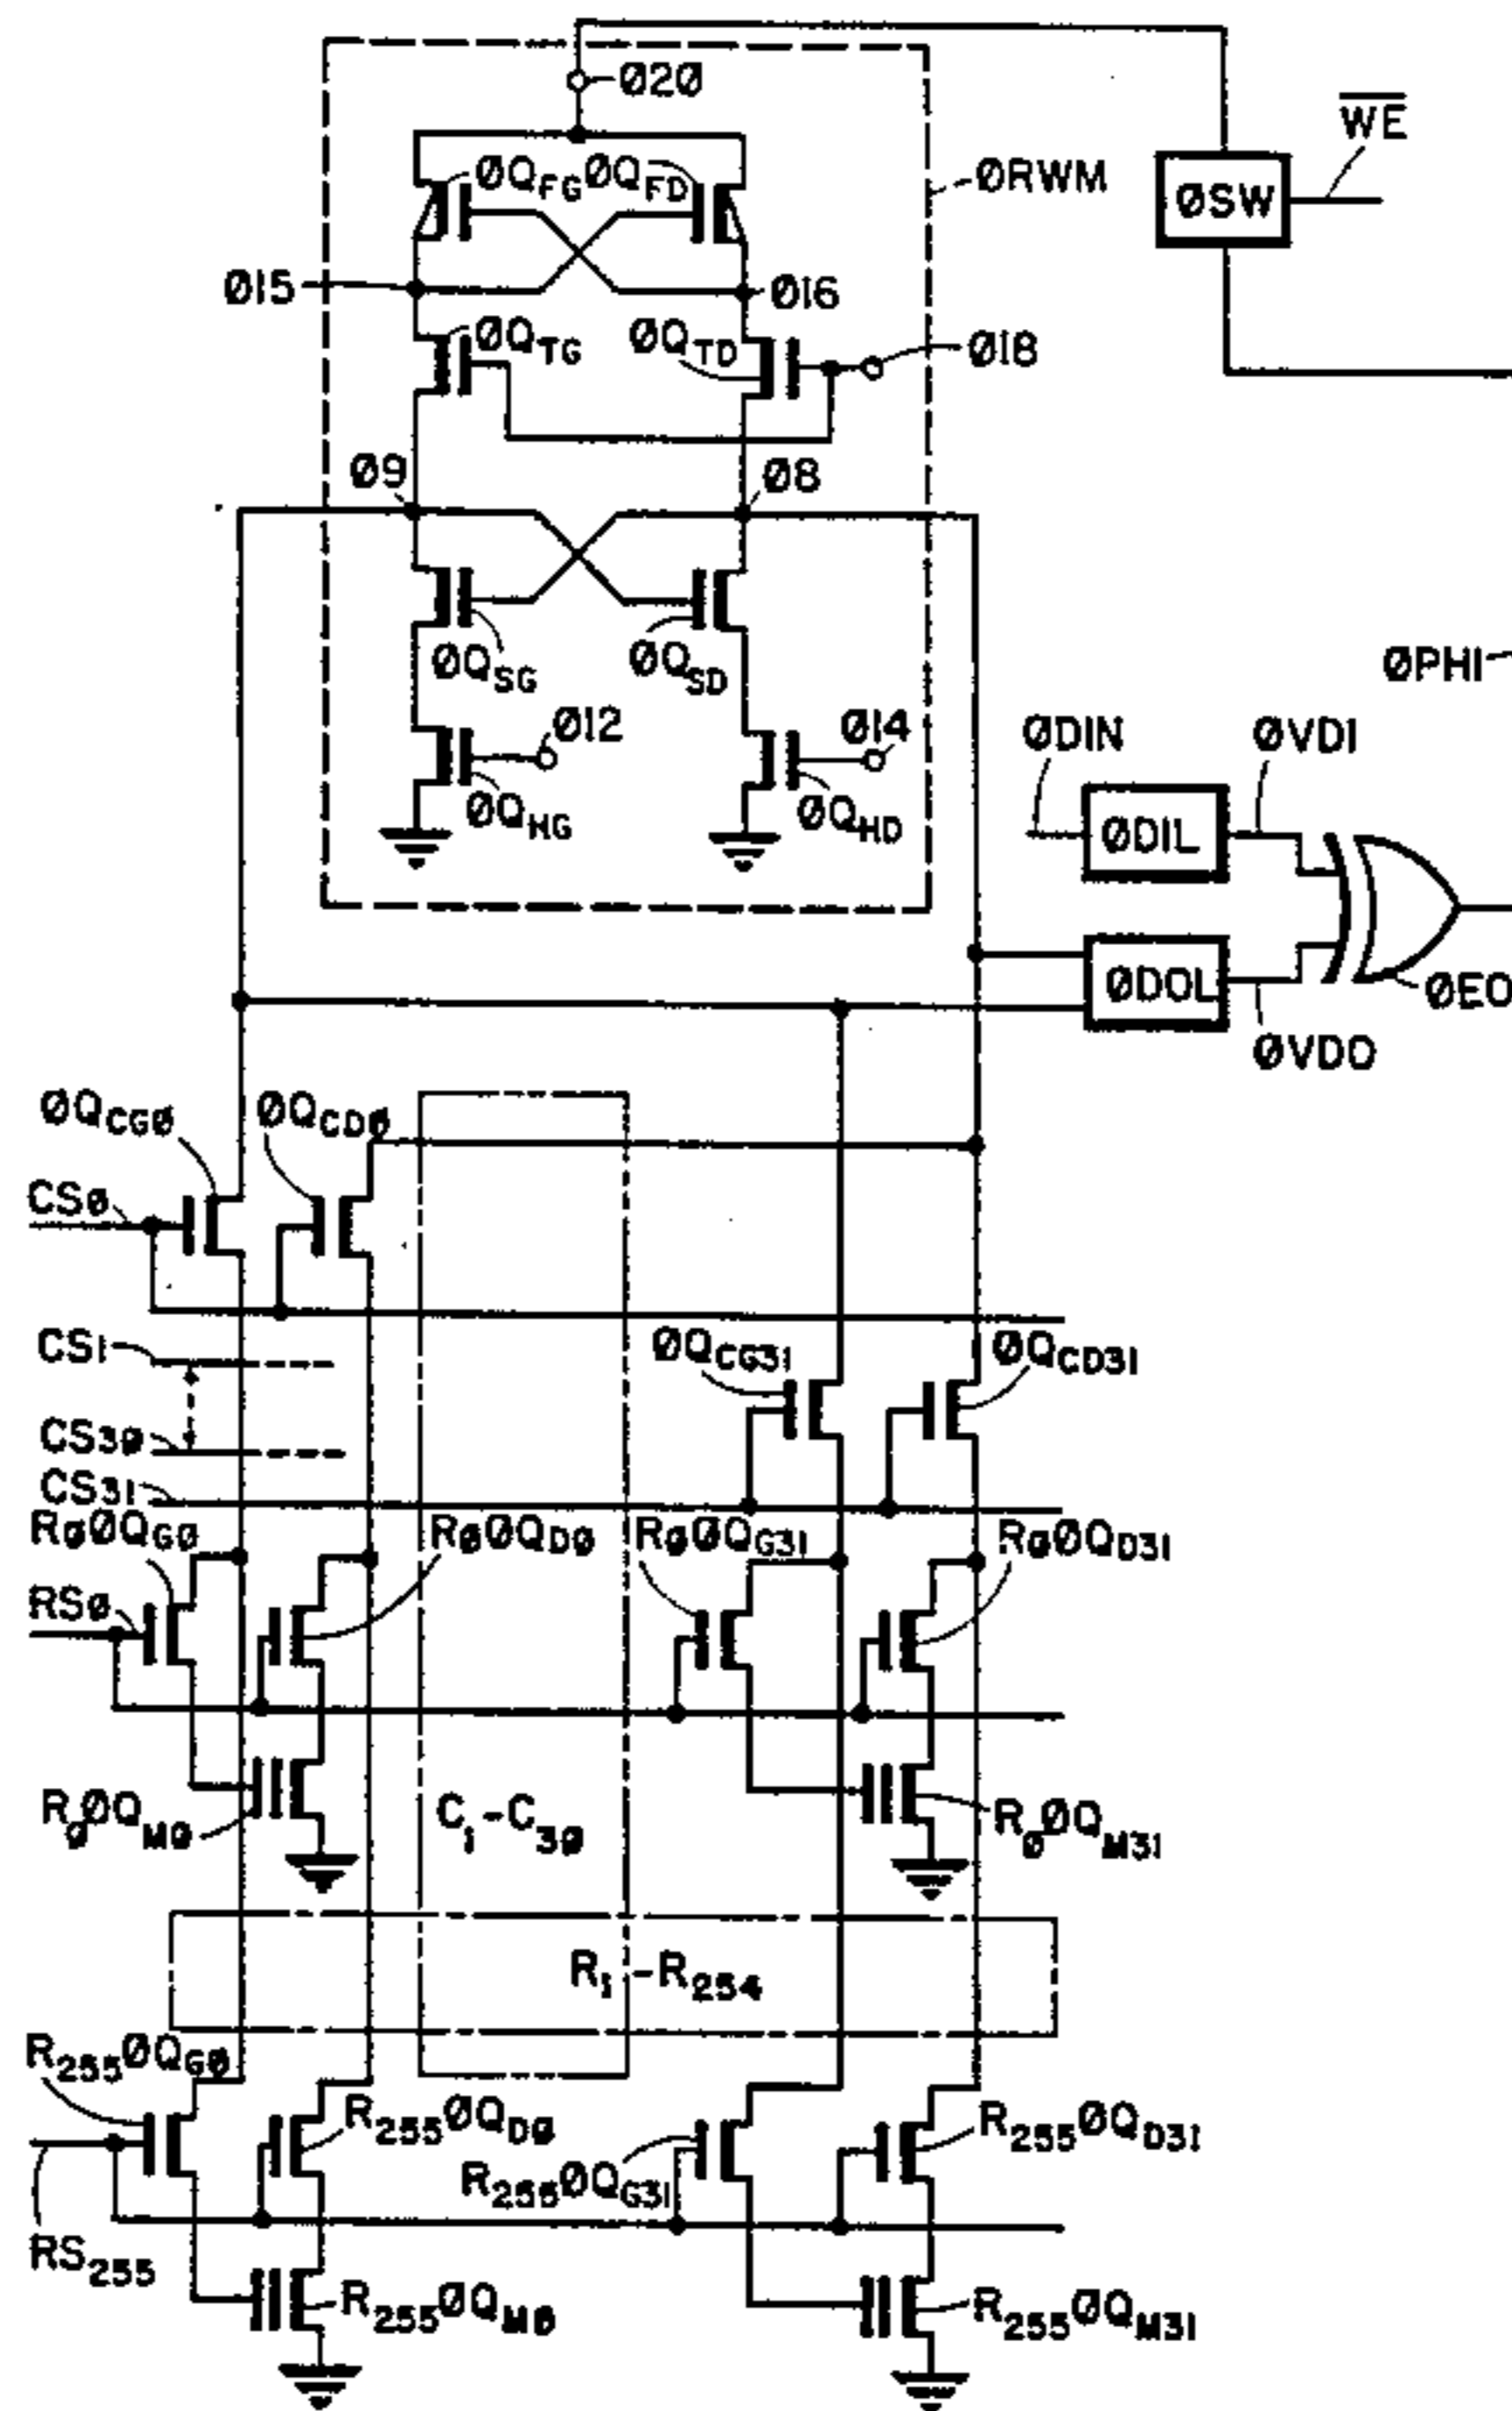 Ø20
W̅E̅
ØQFG ØQFD
ØRWM
ØSW
Ø15
Ø16
ØQTG
ØQTD
Ø18
Ø9
Ø8
ØQSG
ØQSD
ØPHI
Ø12
Ø14
ØDIN
ØVDI
ØQHG
ØQHD
ØDIL
ØDOL
ØEO
ØVDO
ØQCGØ
ØQCDØ
CSØ
CS1
ØQCG31
ØQCD31
CS3Ø
CS31
RØØQGØ
RØØQDØ
RØØQG31
RØØQD31
RSØ
RØØQMØ
C1-C3Ø
RØØQM31
R1-R254
R255ØQGØ
R255ØQDØ
R255ØQD31
R255ØQG31
RS255
R255ØQMØ
R255ØQM31